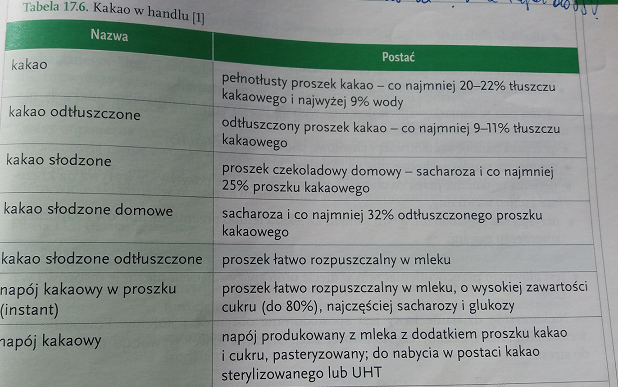 Tabela 17.6. Kakao w handlu [1]
Nazwa
Postać
kakao
pełnotłusty proszek kakao – co najmniej 20–22% tłuszczu
kakaowego i najwyżej 9% wody
kakao odtłuszczone
odtłuszczony proszek kakao – co najmniej 9–11% tłuszczu
kakaowego
kakao słodzone
proszek czekoladowy domowy – sacharoza i co najmniej
25% proszku kakaowego
kakao słodzone domowe
sacharoza i co najmniej 32% odtłuszczonego proszku
kakaowego
kakao słodzone odtłuszczone
proszek łatwo rozpuszczalny w mleku
napój kakaowy w proszku
(instant)
proszek łatwo rozpuszczalny w mleku, o wysokiej zawartości
cukru (do 80%), najczęściej sacharozy i glukozy
napój kakaowy
napój produkowany z mleka z dodatkiem proszku kakao
i cukru, pasteryzowany; do nabycia w postaci kakao
sterylizowanego lub UHT